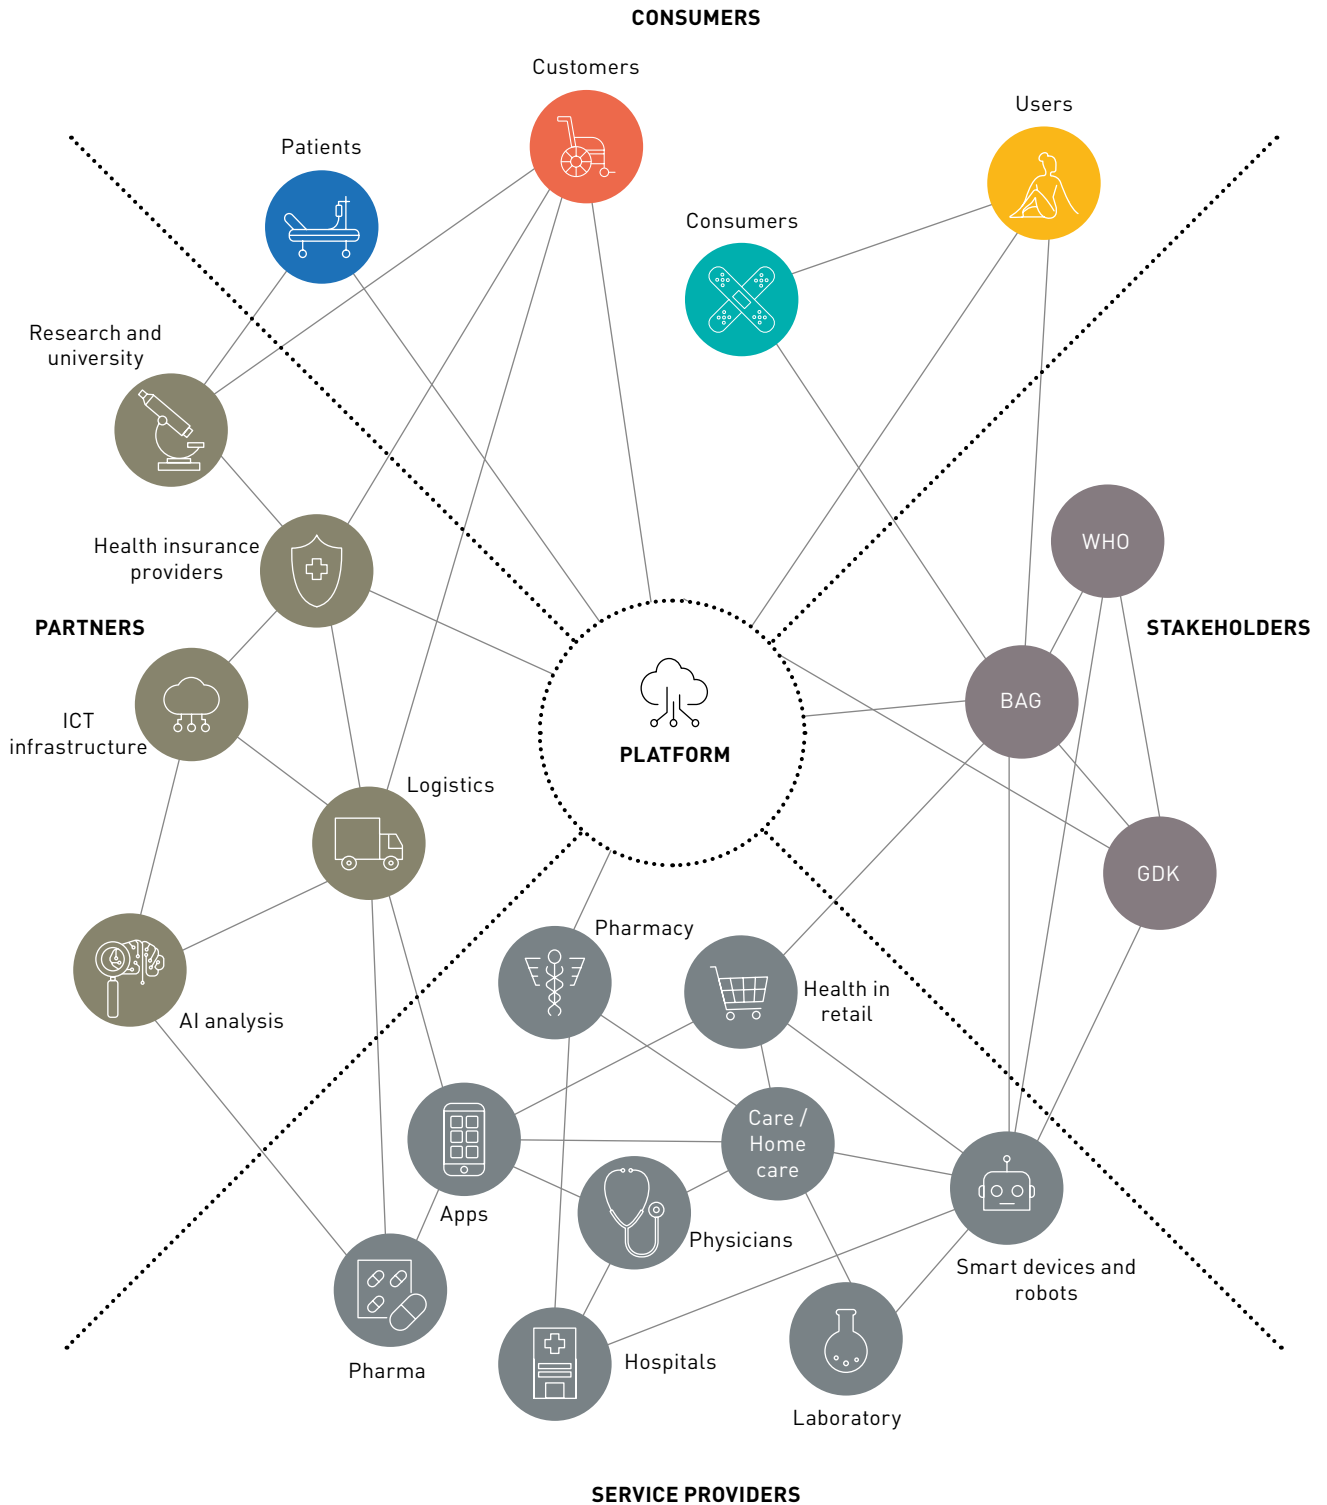 CONSUMERS
Customers
Users
Patients
Consumers
Research and
university
WHO
Health insurance
providers
PARTNERS
STAKEHOLDERS
BAG
ICT
infrastructure
PLATFORM
Logistics
GDK
Pharmacy
Health in
retail
AI analysis
Care /
Home
care
Apps
Physicians
Smart devices and
robots
Pharma
Hospitals
Laboratory
SERVICE PROVIDERS